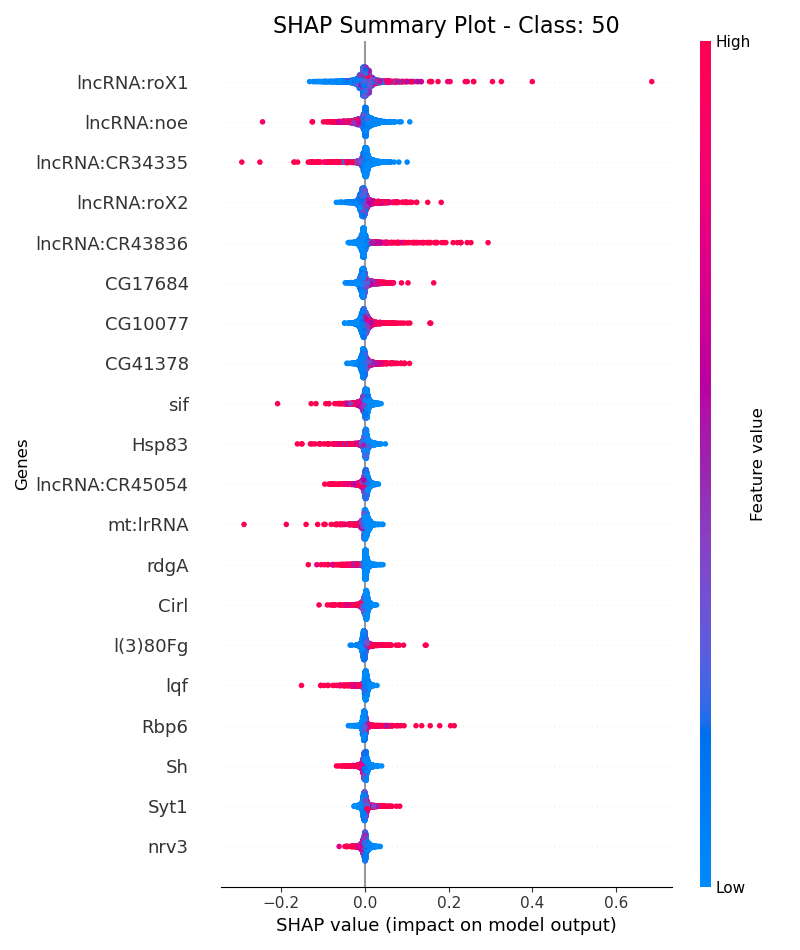 SHAP Summary Plot - Class: 50
High
lncRNA:roX1
lncRNA:noe
lncRNA:CR34335
lncRNA:roX2
lncRNA:CR43836
CG17684
CG10077
CG41378
sif
Hsp83
lncRNA:CR45054
mt:lrRNA
rdgA
Cirl
l(3)80Fg
lqf
Rbp6
Sh
Syt1
nrv3
Genes
Feature value
Low
−0.2 0.0 0.2 0.4 0.6
SHAP value (impact on model output)